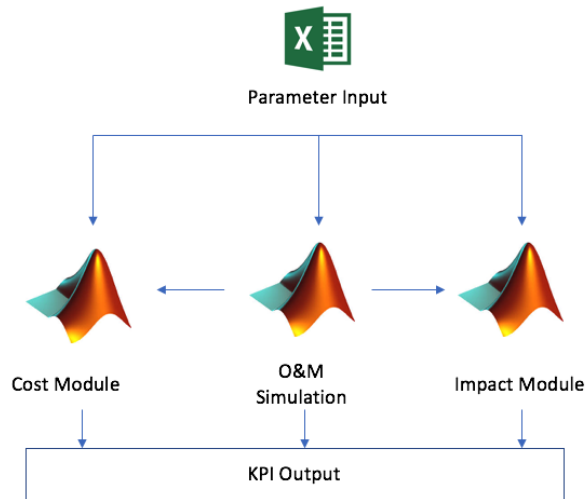 X
Parameter Input
Cost Module
O&M
Simulation
Impact Module
KPI Output